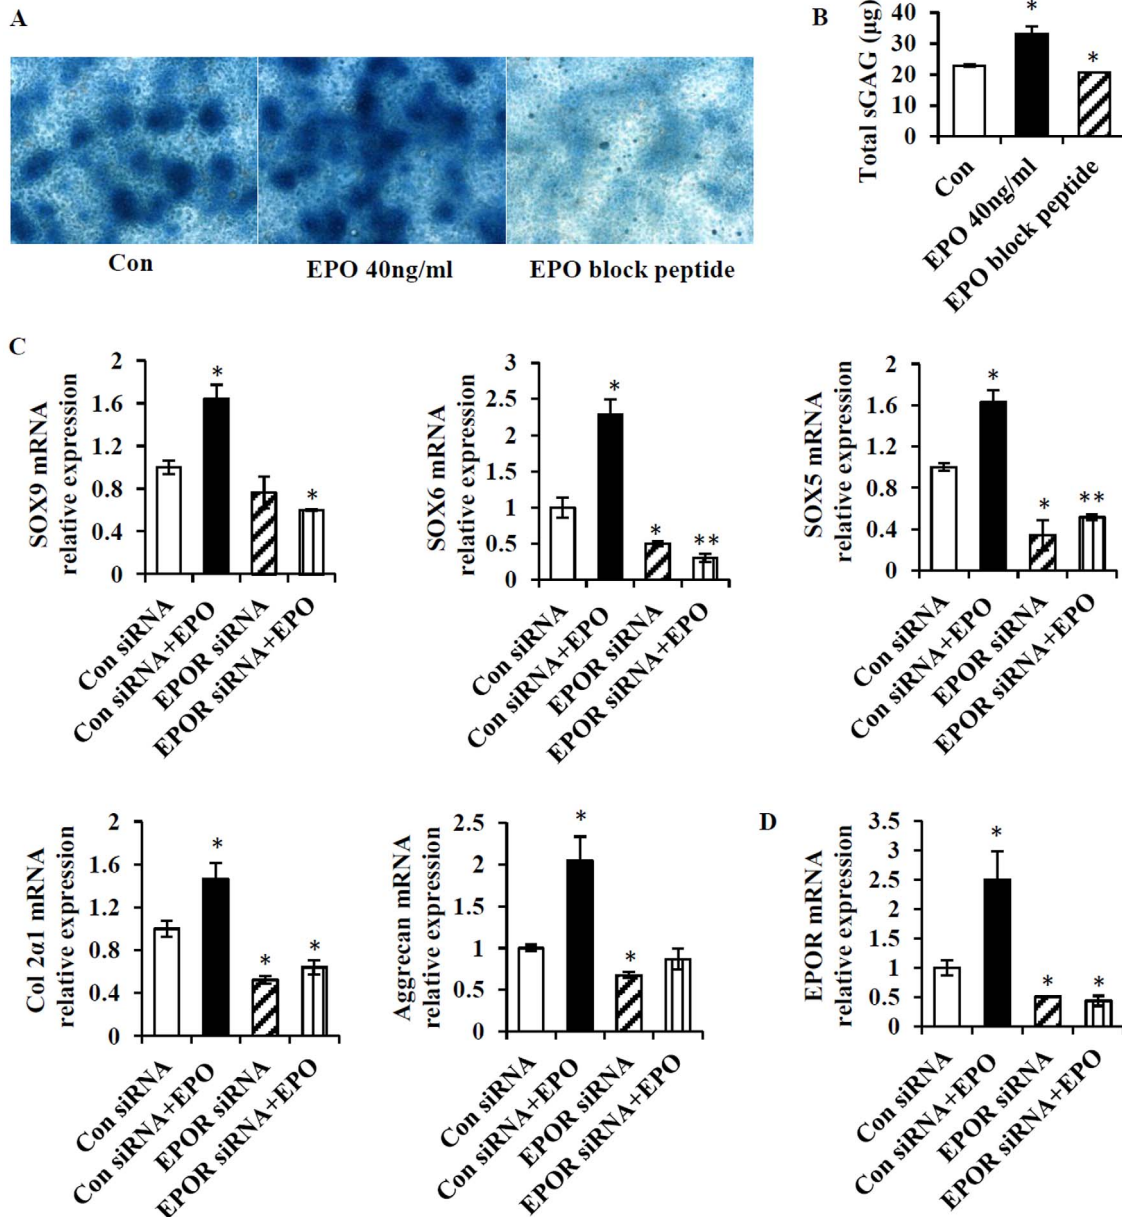 A
Con
EPO 40ng/ml
EPO block peptide
B
Total sGAG (μg)
40
30
20
10
0
*
*
Con
EPO 40ng/ml
EPO block peptide
C
SOX9 mRNA
relative expression
2
1.6
1.2
0.8
0.4
0
*
*
Con siRNA
Con siRNA+EPO
EPOR siRNA
EPOR siRNA+EPO
SOX6 mRNA
relative expression
3
2.5
2
1.5
1
0.5
0
*
*
**
Con siRNA
Con siRNA+EPO
EPOR siRNA
EPOR siRNA+EPO
SOX5 mRNA
relative expression
2
1.6
1.2
0.8
0.4
0
*
*
**
Con siRNA
Con siRNA+EPO
EPOR siRNA
EPOR siRNA+EPO
Col 2α1 mRNA
relative expression
2
1.6
1.2
0.8
0.4
0
*
*
*
Con siRNA
Con siRNA+EPO
EPOR siRNA
EPOR siRNA+EPO
Aggrecan mRNA
relative expression
2.5
2
1.5
1
0.5
0
*
*
Con siRNA
Con siRNA+EPO
EPOR siRNA
EPOR siRNA+EPO
D
EPOR mRNA
relative expression
3.5
3
2.5
2
1.5
1
0.5
0
*
*
*
Con siRNA
Con siRNA+EPO
EPOR siRNA
EPOR siRNA+EPO